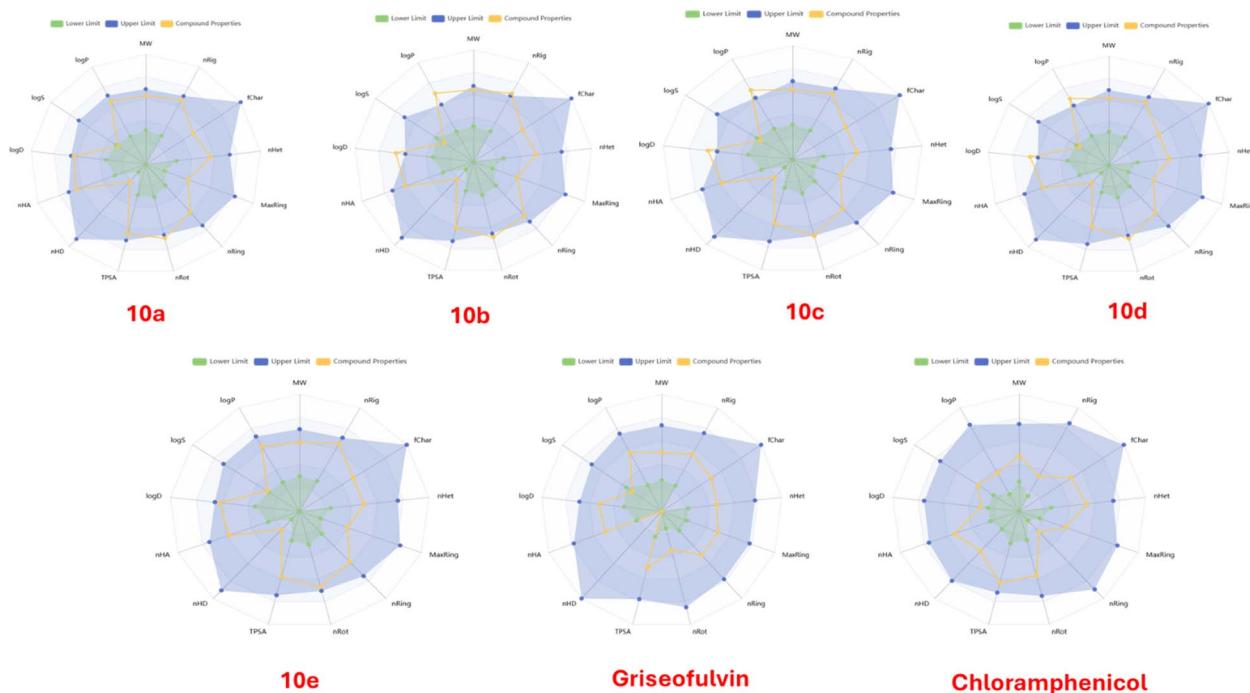 Lower Limit Upper Limit Compound Properties
MW
nRig
fChar
nHet
MaxRing
nRing
nRot
TPSA
nHD
nHA
logD
logS
logP
10a
Lower Limit Upper Limit Compound Properties
MW
nRig
fChar
nHet
MaxRing
nRing
nRot
TPSA
nHD
nHA
logD
logS
logP
10b
Lower Limit Upper Limit Compound Properties
MW
nRig
fChar
nHet
MaxRing
nRing
nRot
TPSA
nHD
nHA
logD
logS
logP
10c
Lower Limit Upper Limit Compound Properties
MW
nRig
fChar
nHe
MaxRin
nRing
nRot
TPSA
nHD
nHA
logD
logS
logP
10d
Lower Limit Upper Limit Compound Properties
MW
nRig
fChar
nHet
MaxRing
nRing
nRot
TPSA
nHD
nHA
logD
logS
logP
10e
Lower Limit Upper Limit Compound Properties
MW
nRig
fChar
nHet
MaxRing
nRing
nRot
TPSA
nHD
nHA
logD
logS
logP
Griseofulvin
Lower Limit Upper Limit Compound Properties
MW
nRig
fChar
nHet
MaxRing
nRing
nRot
TPSA
nHD
nHA
logD
logS
logP
Chloramphenicol